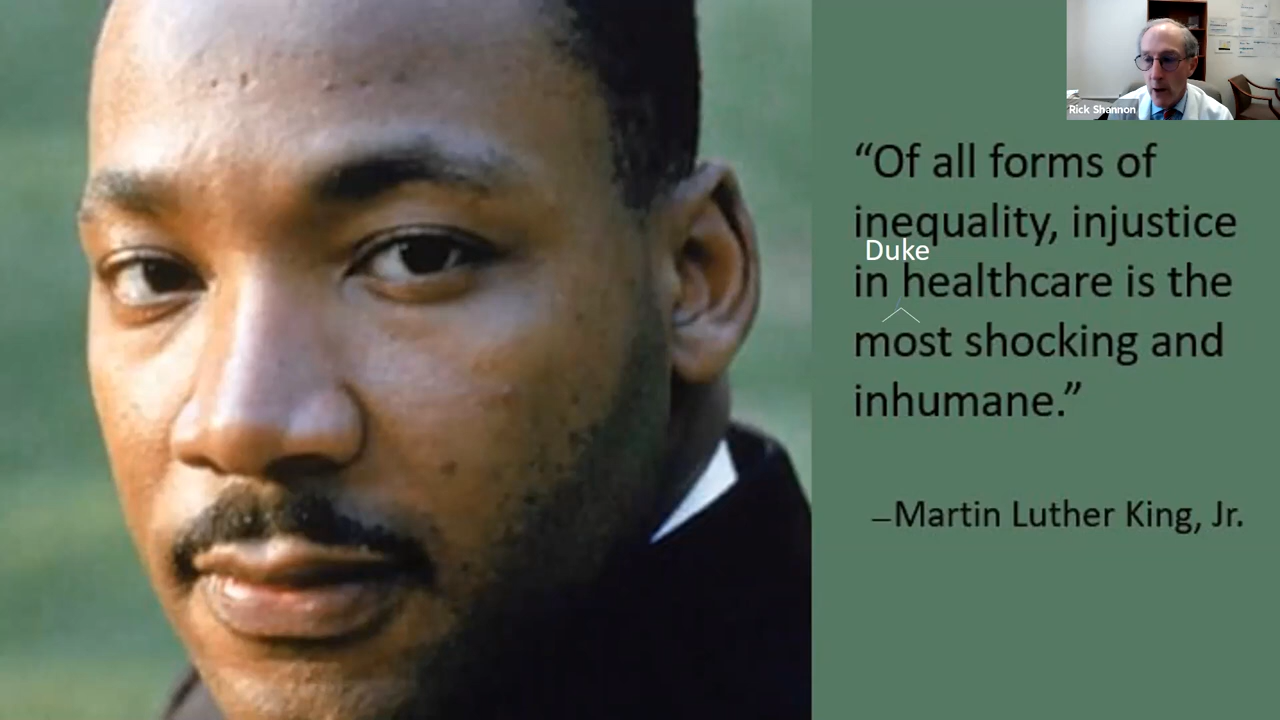 Rick Shannon
“Of all forms of
inequality, injustice
Duke
in healthcare is the
most shocking and
inhumane.”
–Martin Luther King, Jr.